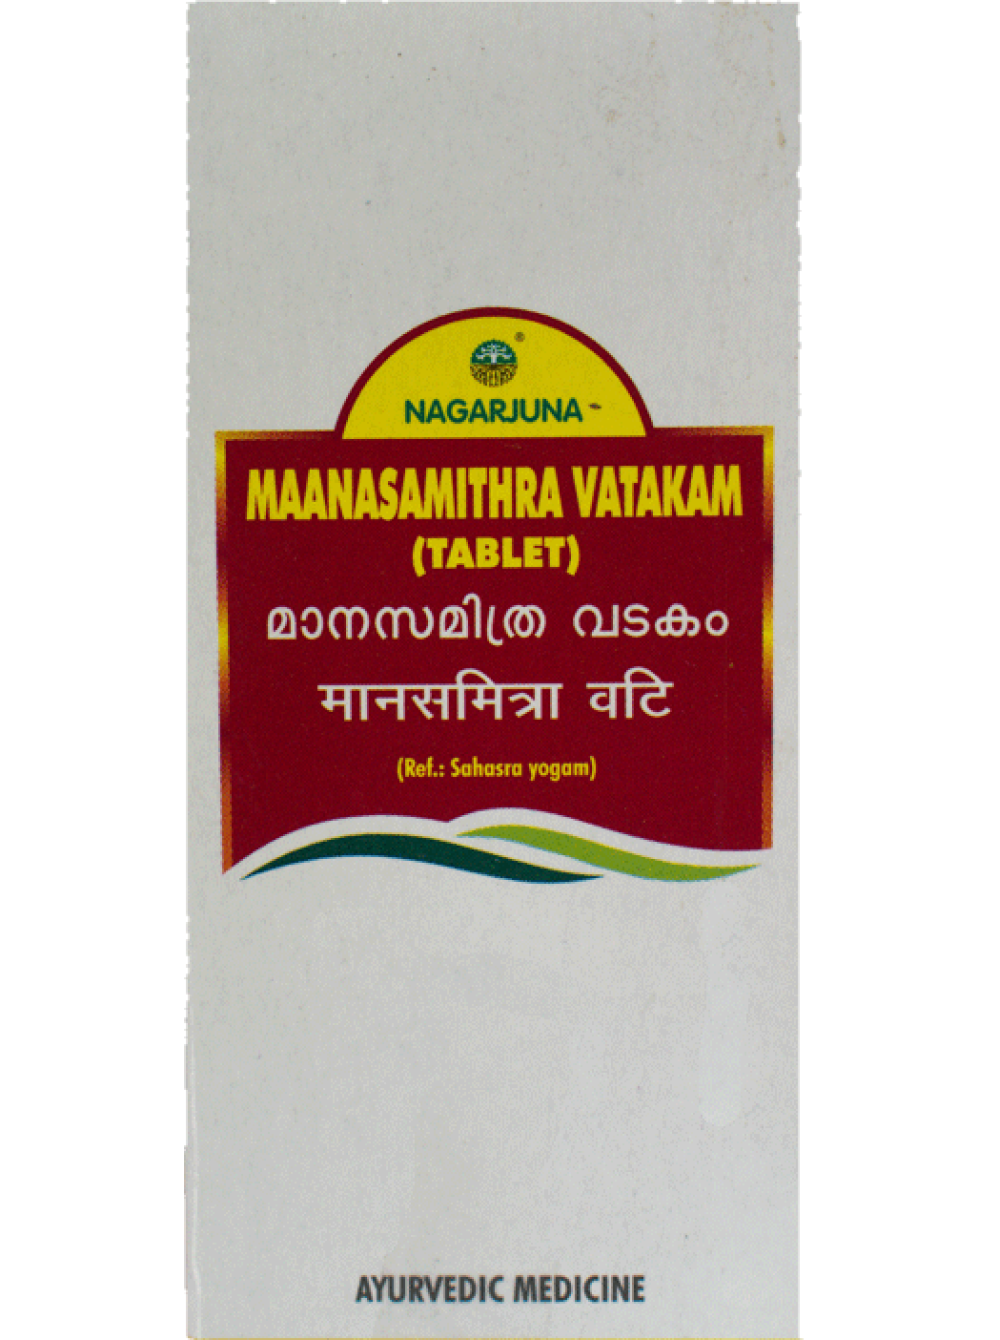 ®
NAGARJUNA
MAANASAMITHRA VATAKAM
(TABLET)
മാനസമിത്ര വടകം
मानसमित्रा वटि
(Ref.: Sahasra yogam)
AYURVEDIC MEDICINE